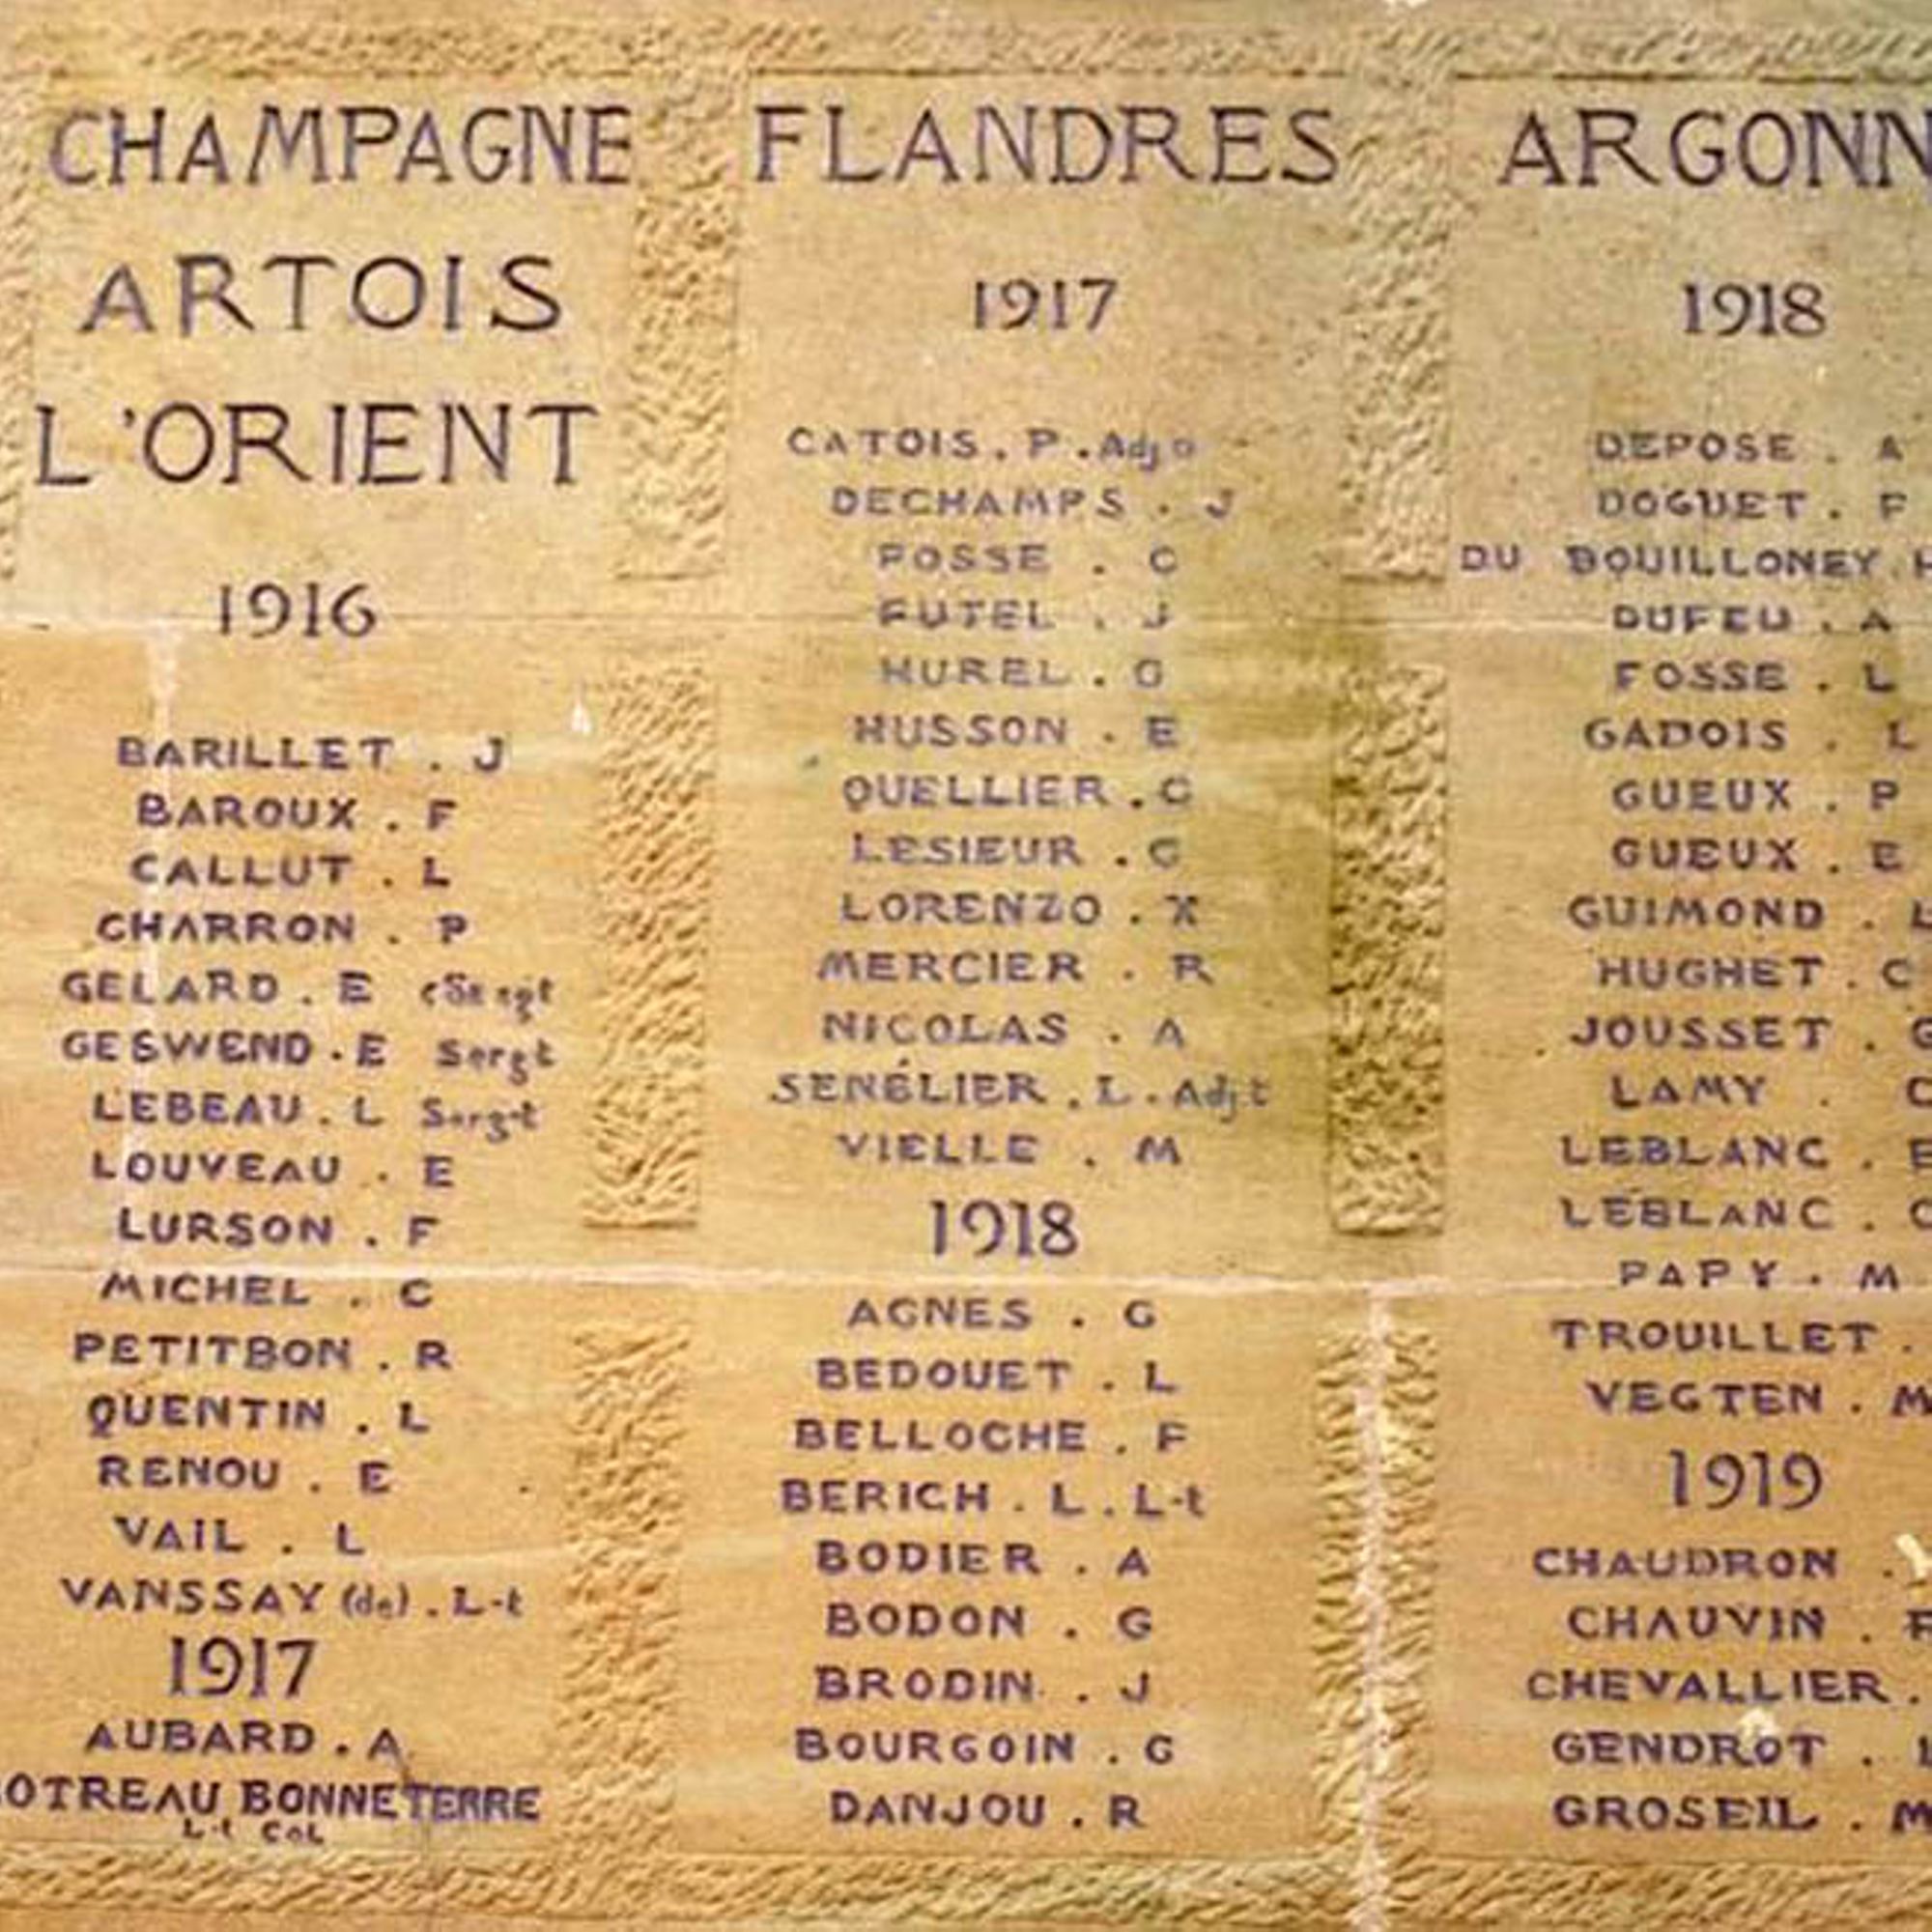 CHAMPAGNE
ARTOIS
L'ORIENT
1916
BARILLET . J
BAROUX . F
CALLUT . L
CHARRON . P
GELARD . E
GESWEND . E Sergt
LEBEAU . L Sergt
LOUVEAU . E
LURSON . F
MICHEL . C
PETITBON . R
QUENTIN . L
RENOU . E
VAIL . L
VANSSAY (de) . L-t
1917
AUBARD . A
BONNETERRE
L-t Col
FLANDRES
1917
CATOIS . P .
DECHAMPS . J
FOSSE . C
FUTEL . J
HUREL . G
HUSSON . E
QUELLIER . C
LESIEUR . G
LORENZO . X
MERCIER . R
NICOLAS . A
SENÉLIER . L . Adjt
VIELLE . M
1918
AGNES . G
BEDOUET . L
BELLOCHE . F
BERICH . L . L-t
BODIER . A
BODON . G
BRODIN . J
BOURGOIN . G
DANJOU . R
ARGONN
1918
DEPOSE . A
DOGUET . F
DU BOUILLONEY
DUFEU . A
FOSSE . L
GADOIS . L
GUEUX . P
GUEUX . E
GUIMOND .
HUGHET . C
JOUSSET . G
LAMY .
LEBLANC . E
LEBLANC .
PAPY . M
TROUILLET .
VEGTEN . M
1919
CHAUDRON .
CHAUVIN .
CHEVALLIER .
GENDROT .
GROSEIL . M